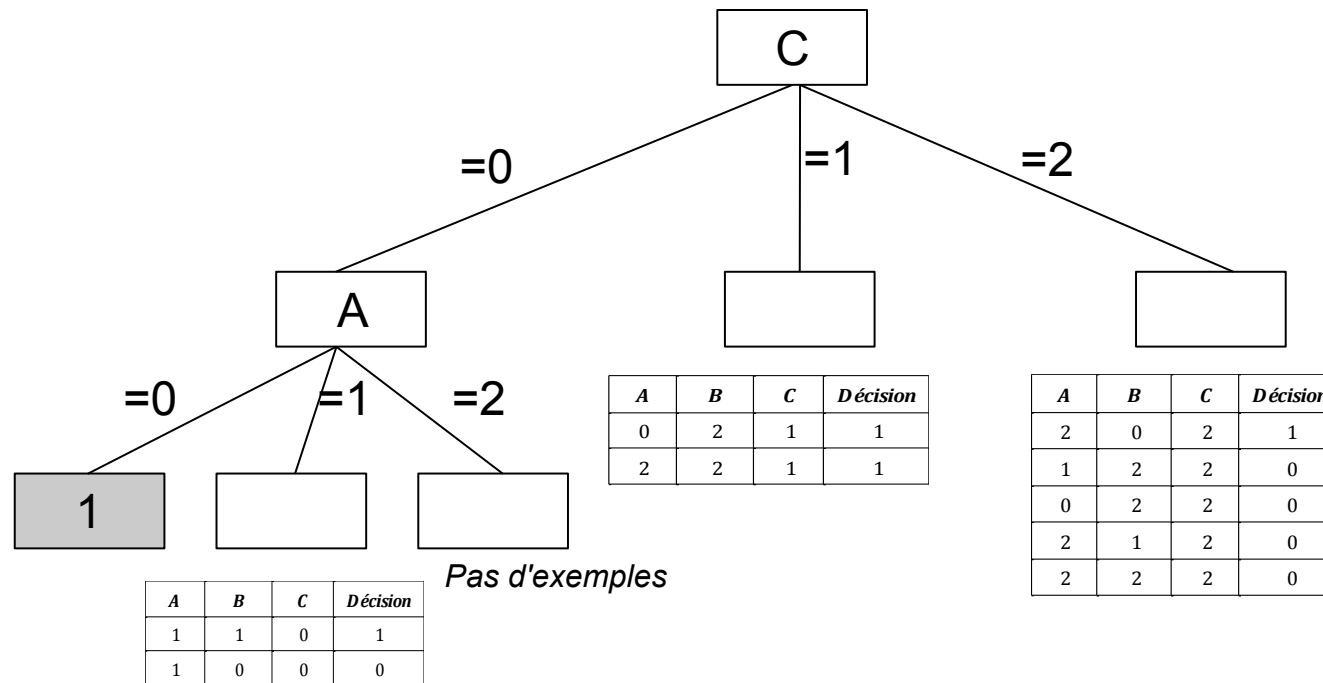 C
=0
=1
=2
A
=0
=1
=2
A B C Décision
0 2 1 1
2 2 1 1
A B C Décision
2 0 2 1
1 2 2 0
0 2 2 0
2 1 2 0
2 2 2 0
1
Pas d'exemples
A B C Décision
1 1 0 1
1 0 0 0